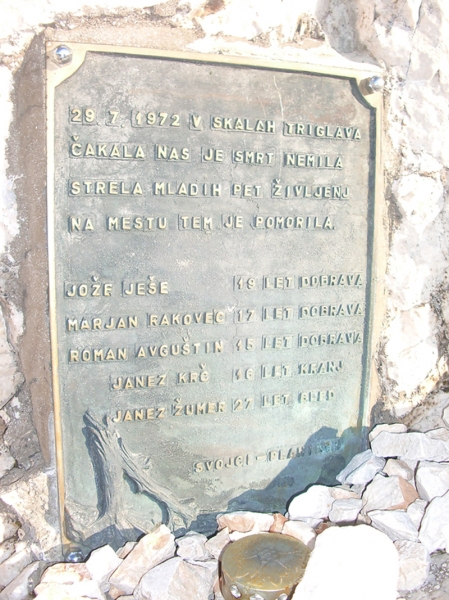 29. 7. 1972 V SKALAH TRIGLAVA
ČAKALA NAS JE SMRT NEMILA
STRELA MLADIH PET ŽIVLJENJ
NA MESTU TEM JE POMORILA.
JOŽE JEŠE 19 LET DOBRAVA
MARJAN RAKOVEC 17 LET DOBRAVA
ROMAN AVGUŠTIN 15 LET DOBRAVA
JANEZ KRČ 16 LET KRANJ
JANEZ ŽUMER 27 LET BLED
SVOJCI -